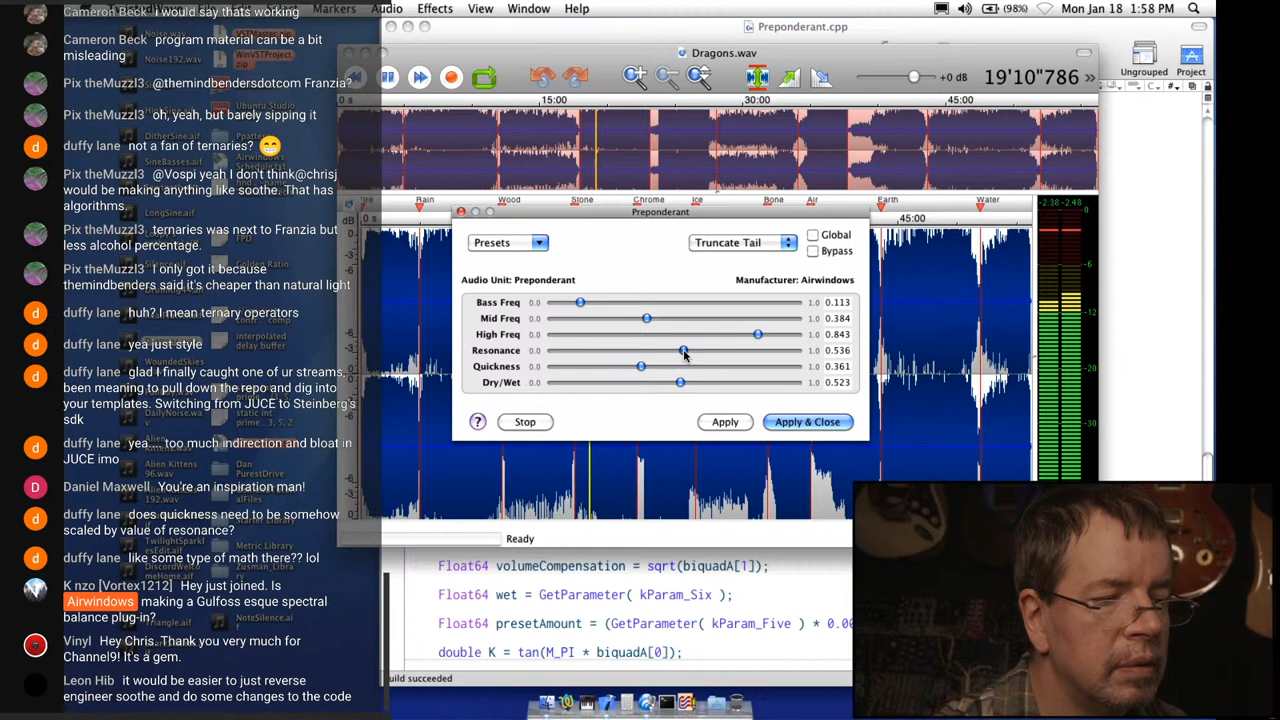 Audio Effects View Window Help
(98%) Mon Jan 18 1:58 PM
Preponderant.cpp
Dragons.wav
+0 dB 19'10"786 »
Ungrouped Project
0 s 15:00 30:00 45:00
Rain Wood Stone Chrome Ice Bone Air Earth Water
dB 0 s 45:00
-2.38 -2.48
Preponderant
Presets Truncate Tail Global
Bypass
Audio Unit: Preponderant Manufacturer: Airwindows
Bass Freq 0.0 1.0 0.113
Mid Freq 0.0 1.0 0.384
High Freq 0.0 1.0 0.843
Resonance 0.0 1.0 0.536
Quickness 0.0 1.0 0.361
Dry/Wet 0.0 1.0 0.523
? Stop Apply Apply & Close
Ready
Float64 volumeCompensation = sqrt(biquadA[1]);
Float64 wet = GetParameter( kParam_Six );
Float64 presetAmount = (GetParameter( kParam_Five ) * 0.00
double K = tan(M_PI * biquadA[0]);
uild succeeded
Cameron Beck i would say thats working
Cameron Beck program material can be a bit
misleading
Pix theMuzzl3 @themindbendersdotcom Franzia?
Pix theMuzzl3 oh, yeah, but barely sipping it
duffy lane not a fan of ternaries? 😁
Pix theMuzzl3 @Vospi yeah I don't think@chrisj
would be making anything like soothe. That has
algorithms.
Pix theMuzzl3 ternaries was next to Franzia but
less alcohol percentage.
Pix theMuzzl3 I only got it because
themndbenders said it's cheaper than natural light
duffy lane huh? I mean ternary operators
duffy lane yea just style
duffy lane glad I finally caught one of ur streams,
been meaning to pull down the repo and dig into
your templates. Switching from JUCE to Steinberg's
sdk
duffy lane yea..... too much direction and bloat in
JUCE imo
Daniel Maxwell You're an inspiration man!
duffy lane does quickness need to be somehow
scaled by value of resonance?
duffy lane like some type of math there?? lol
K nzo [Vortex1212] Hey just joined. Is
Airwindows making a Gulfoss esque spectral
balance plug-in?
Vinyl Hey Chris. Thank you very much for
Channel9! It's a gem.
Leon Hib it would be easier to just reverse
engineer soothe and do some changes to the code